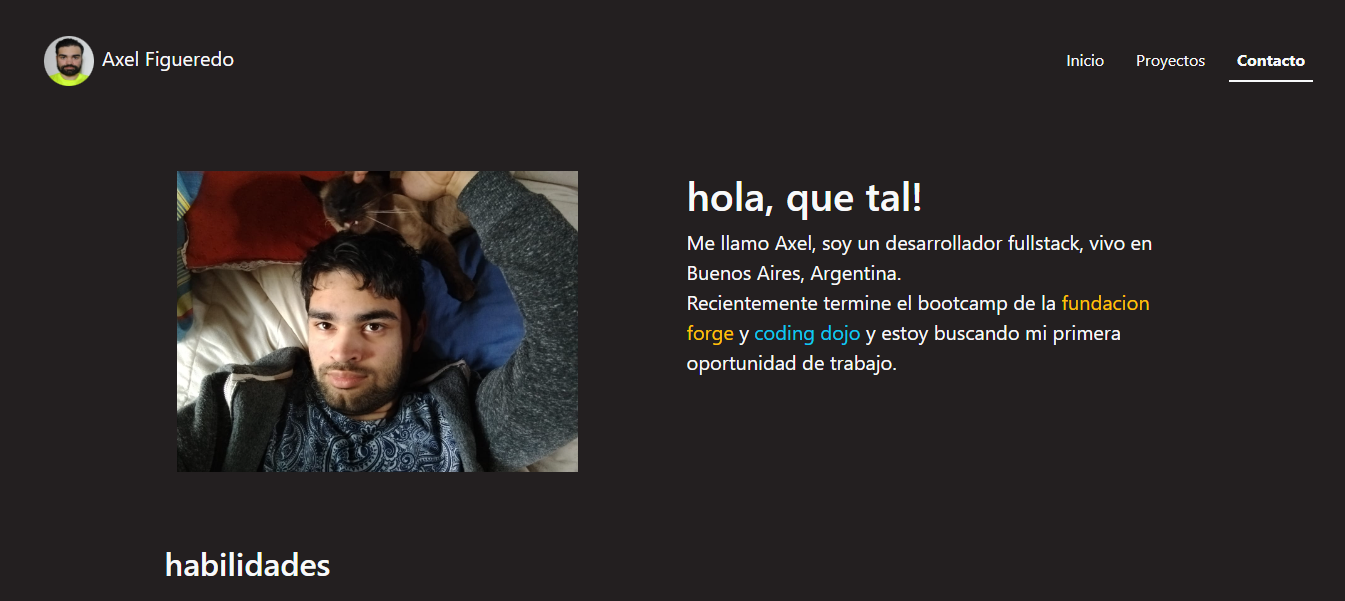 Axel Figueredo
Inicio Proyectos Contacto
hola, que tal!
Me llamo Axel, soy un desarrollador fullstack, vivo en
Buenos Aires, Argentina.
Recientemente termine el bootcamp de la fundacion
forge y coding dojo y estoy buscando mi primera
oportunidad de trabajo.
habilidades